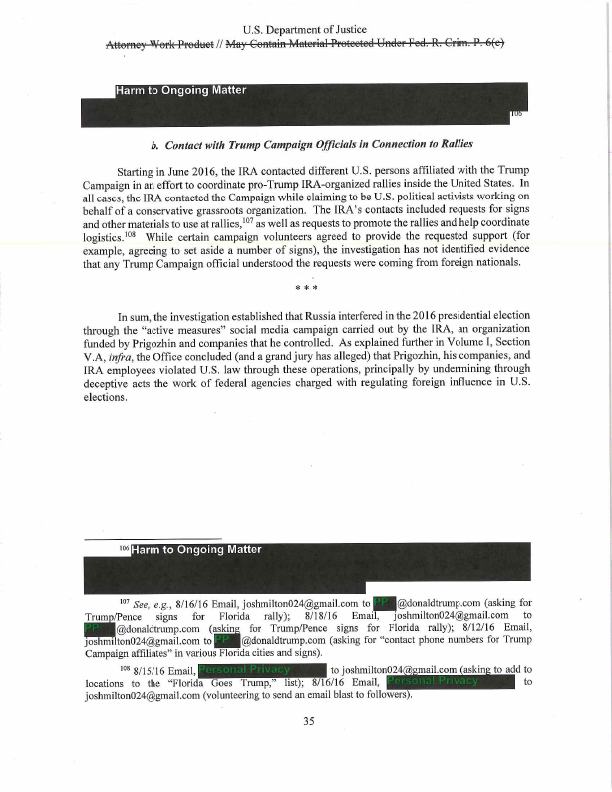 U.S. Department of Justice
Attorney Work Product // May Contain Material Protected Under Fed. R. Crim. P. 6(e)
Harm to Ongoing Matter
106
b. Contact with Trump Campaign Officials in Connection to Rallies
Starting in June 2016, the IRA contacted different U.S. persons affiliated with the Trump
Campaign in an effort to coordinate pro-Trump IRA-organized rallies inside the United States. In
all cases, the IRA contacted the Campaign while claiming to be U.S. political activists working on
behalf of a conservative grassroots organization. The IRA's contacts included requests for signs
and other materials to use at rallies,107 as well as requests to promote the rallies and help coordinate
logistics.108 While certain campaign volunteers agreed to provide the requested support (for
example, agreeing to set aside a number of signs), the investigation has not identified evidence
that any Trump Campaign official understood the requests were coming from foreign nationals.
* * *
In sum, the investigation established that Russia interfered in the 2016 presidential election
through the "active measures" social media campaign carried out by the IRA, an organization
funded by Prigozhin and companies that he controlled. As explained further in Volume I, Section
V.A, infra, the Office concluded (and a grand jury has alleged) that Prigozhin, his companies, and
IRA employees violated U.S. law through these operations, principally by undermining through
deceptive acts the work of federal agencies charged with regulating foreign influence in U.S.
elections.
106 Harm to Ongoing Matter
107 See, e.g., 8/16/16 Email, joshmilton024@gmail.com to PP @donaldtrump.com (asking for
Trump/Pence signs for Florida rally); 8/18/16 Email, joshmilton024@gmail.com to
PP @donaldtrump.com (asking for Trump/Pence signs for Florida rally); 8/12/16 Email,
joshmilton024@gmail.com to PP @donaldtrump.com (asking for "contact phone numbers for Trump
Campaign affiliates" in various Florida cities and signs).
108 8/15/16 Email, Personal Privacy to joshmilton024@gmail.com (asking to add to
locations to the "Florida Goes Trump," list); 8/16/16 Email, Personal Privacy to
joshmilton024@gmail.com (volunteering to send an email blast to followers).
35